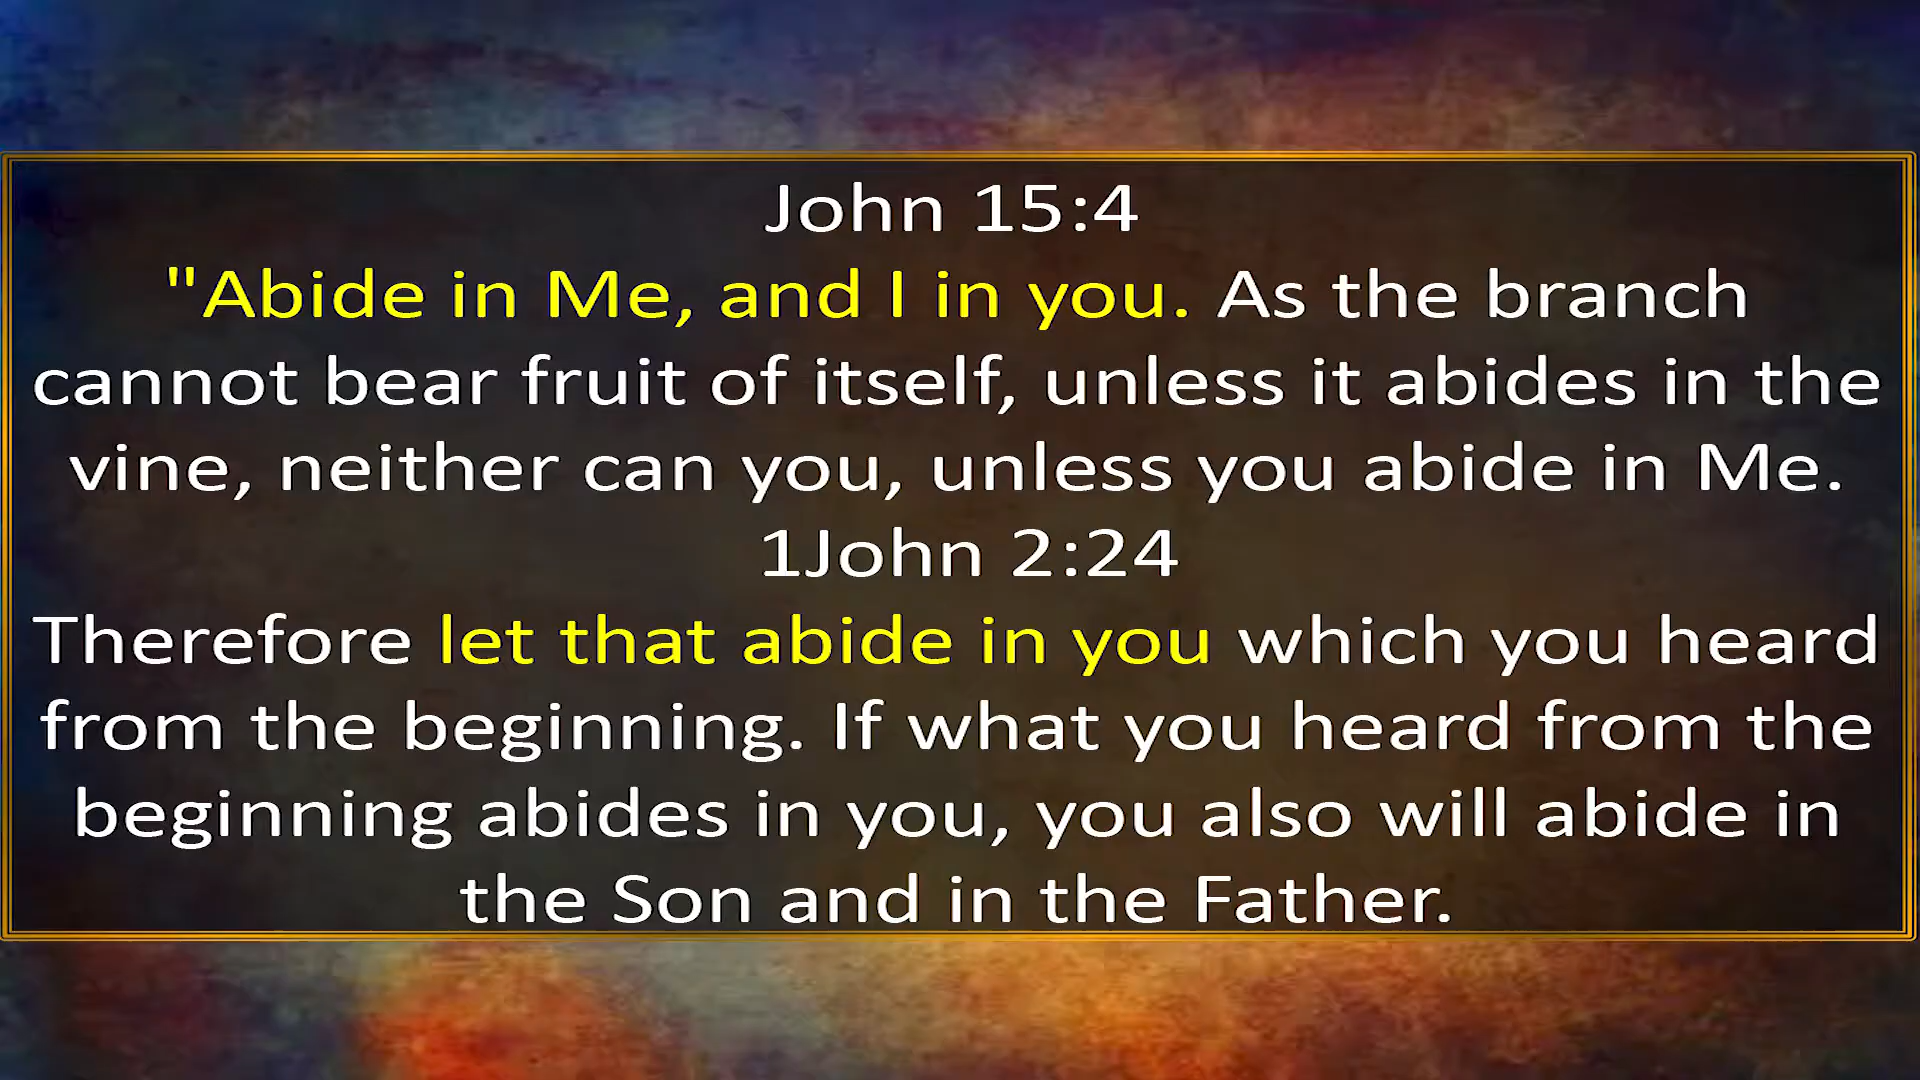 John 15:4
"Abide in Me, and I in you. As the branch
cannot bear fruit of itself, unless it abides in the
vine, neither can you, unless you abide in Me.
1John 2:24
Therefore let that abide in you which you heard
from the beginning. If what you heard from the
beginning abides in you, you also will abide in
the Son and in the Father.